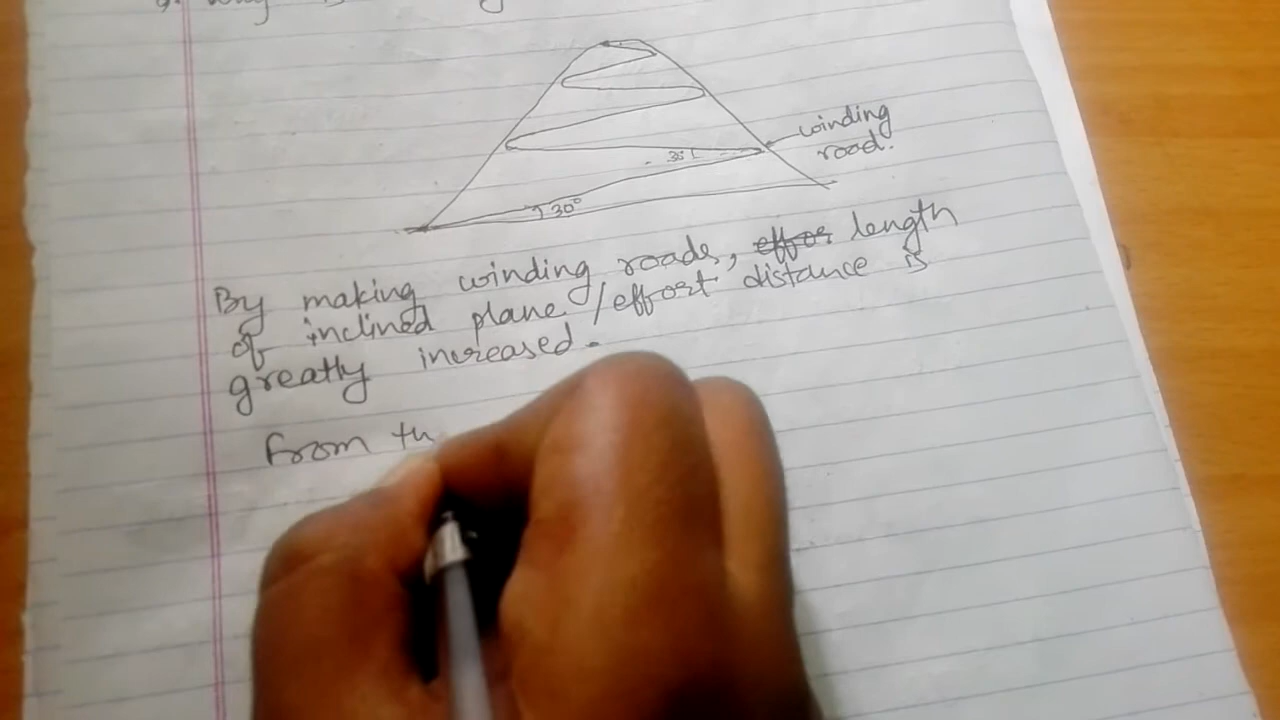 winding
road.
30°
By making winding roads, effor length
of inclined plane / effort distance is
greatly increased.
From th